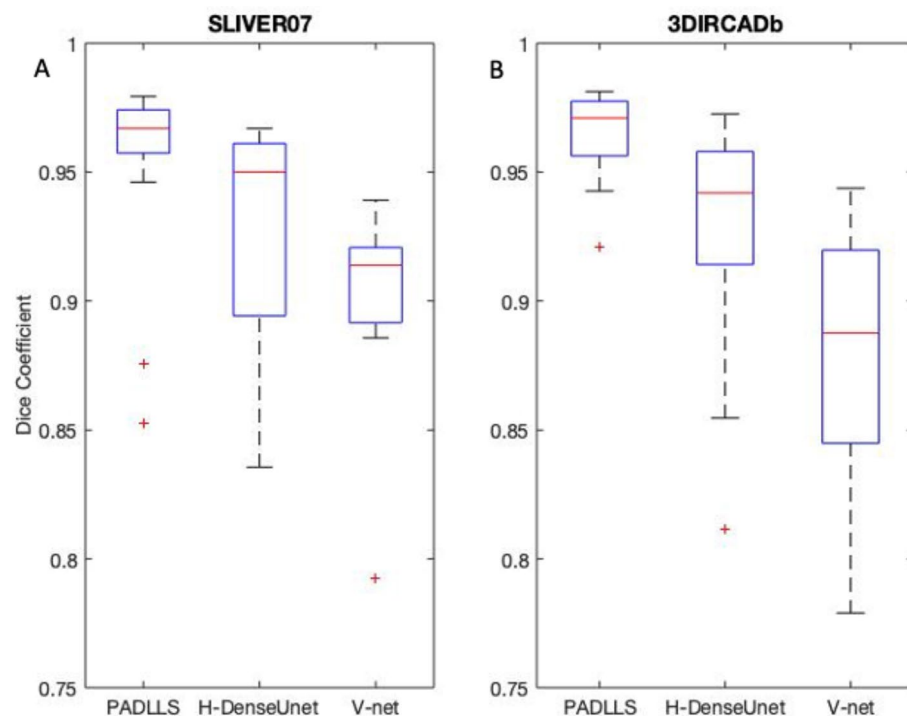 SLIVER07
A
1
0.95
0.9
0.85
0.8
0.75
Dice Coefficient
PADLLS H-DenseUnet V-net
3DIRCADb
B
1
0.95
0.9
0.85
0.8
0.75
PADLLS H-DenseUnet V-net